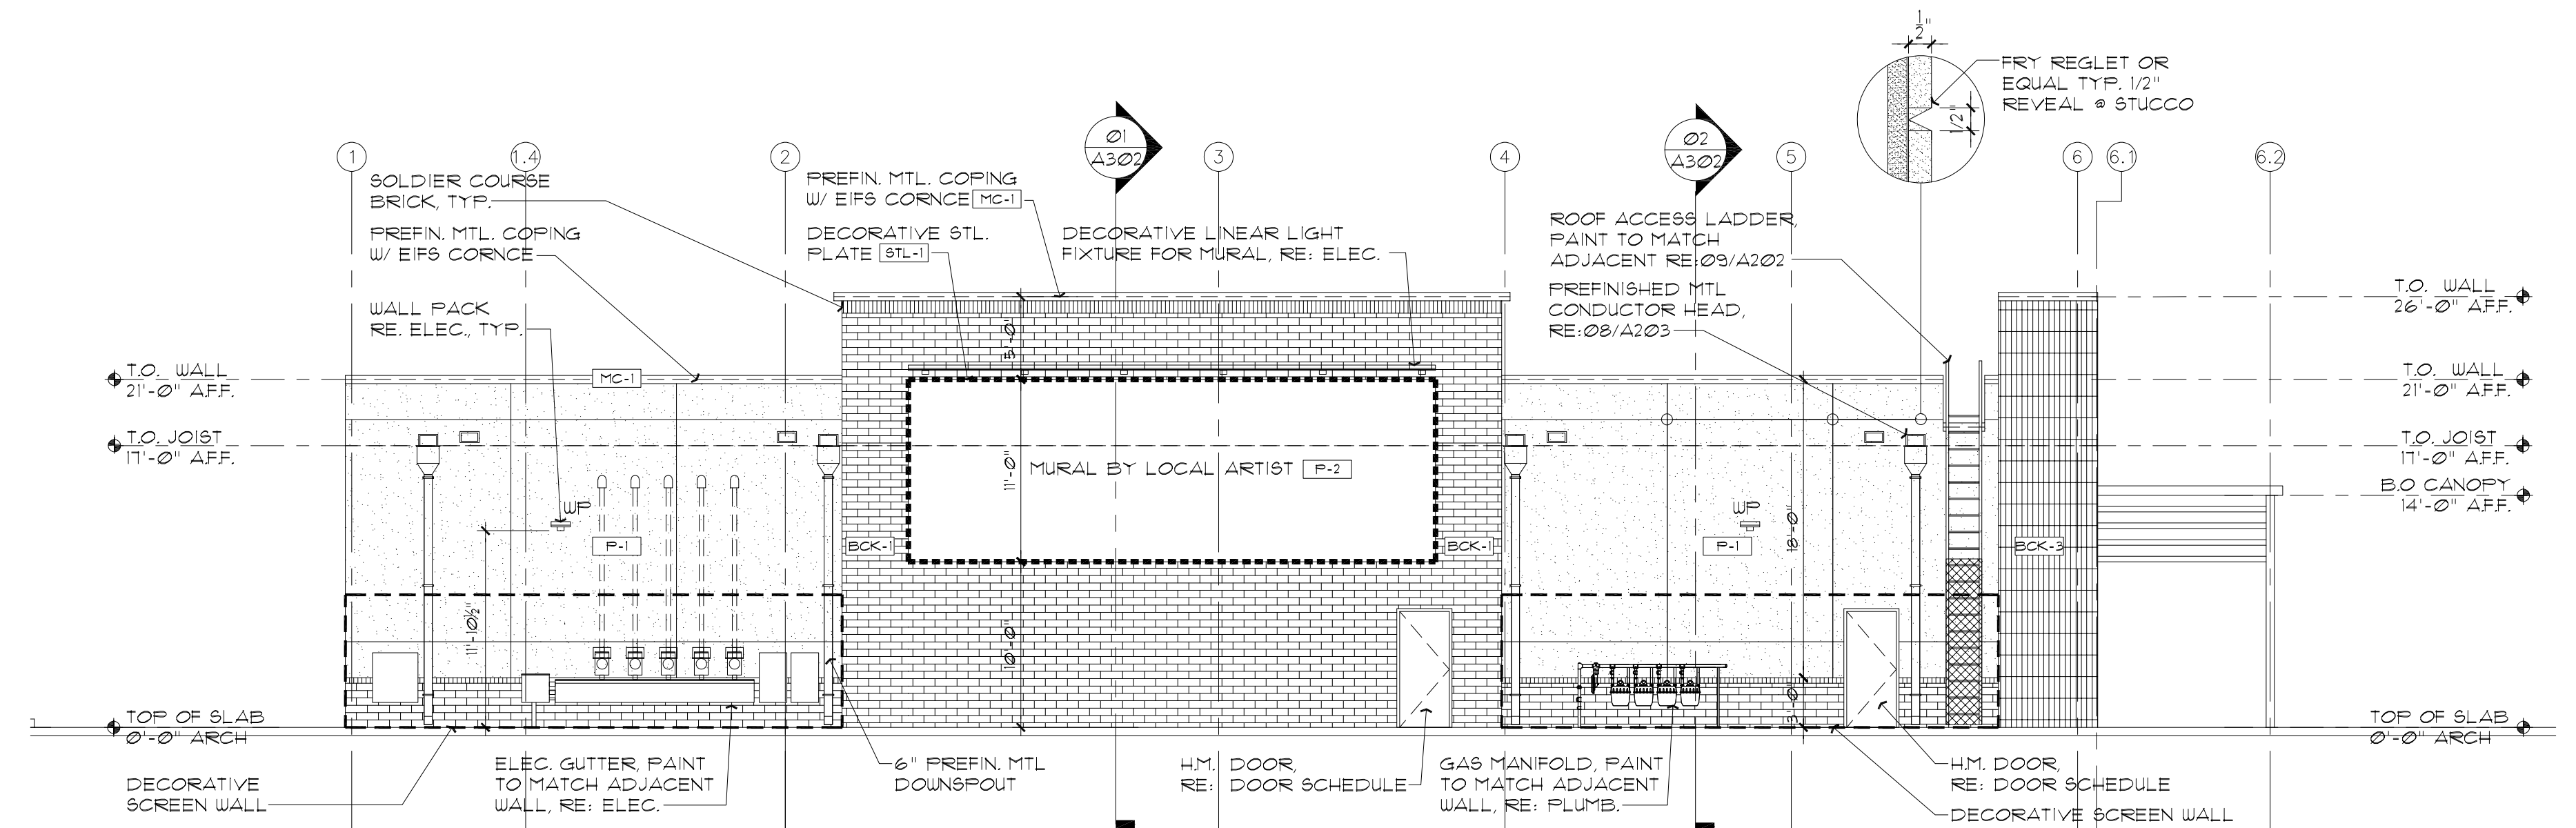 1/2"
FRY REGLET OR
EQUAL TYP. 1/2"
REVEAL @ STUCCO
1/2"
1
1.4
2
01
A302
3
4
02
A302
5
6
6.1
6.2
SOLDIER COURSE
BRICK, TYP.
PREFIN. MTL. COPING
W/ EIFS CORNCE
WALL PACK
RE. ELEC., TYP.
PREFIN. MTL. COPING
W/ EIFS CORNCE MC-1
DECORATIVE STL.
PLATE STL-1
DECORATIVE LINEAR LIGHT
FIXTURE FOR MURAL, RE: ELEC.
ROOF ACCESS LADDER,
PAINT TO MATCH
ADJACENT RE:09/A202
PREFINISHED MTL
CONDUCTOR HEAD,
RE:08/A203
T.O. WALL
26'-0" A.F.F.
T.O. WALL
21'-0" A.F.F.
T.O. WALL
21'-0" A.F.F.
T.O. JOIST
17'-0" A.F.F.
T.O. JOIST
17'-0" A.F.F.
B.O CANOPY
14'-0" A.F.F.
MC-1
5'-0"
11'-0"
10'-0"
MURAL BY LOCAL ARTIST P-2
WP
P-1
BCK-1
BCK-1
WP
P-1
18'-0"
3'-0"
BCK-3
11'-10½"
TOP OF SLAB
0'-0" ARCH
TOP OF SLAB
0'-0" ARCH
DECORATIVE
SCREEN WALL
ELEC. GUTTER, PAINT
TO MATCH ADJACENT
WALL, RE: ELEC.
6" PREFIN. MTL
DOWNSPOUT
H.M. DOOR,
RE: DOOR SCHEDULE
GAS MANIFOLD, PAINT
TO MATCH ADJACENT
WALL, RE: PLUMB.
H.M. DOOR,
RE: DOOR SCHEDULE
DECORATIVE SCREEN WALL